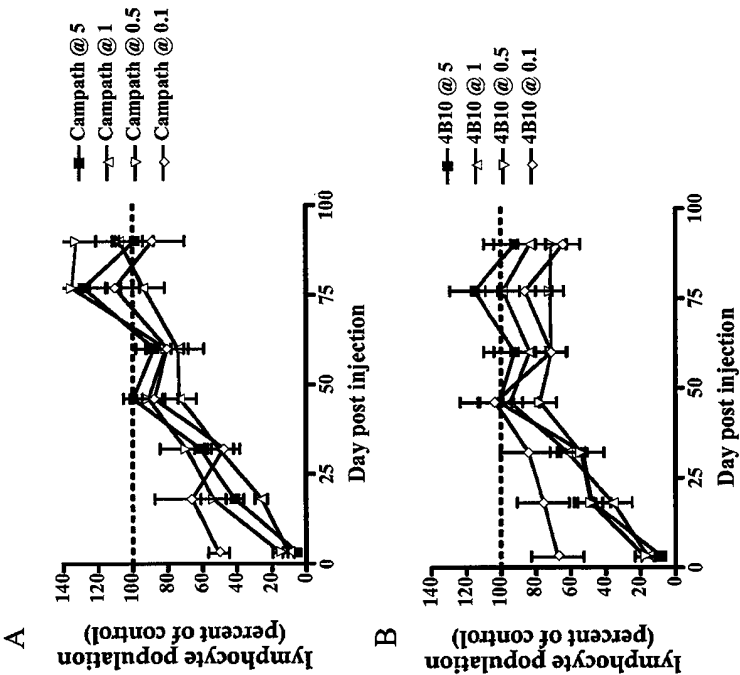 A
lymphocyte population
(percent of control)
140
120
100
80
60
40
20
0
0
25
50
75
100
Day post injection
Campath @ 5
Campath @ 1
Campath @ 0.5
Campath @ 0.1
B
lymphocyte population
(percent of control)
140
120
100
80
60
40
20
0
0
25
50
75
100
Day post injection
4B10 @ 5
4B10 @ 1
4B10 @ 0.5
4B10 @ 0.1